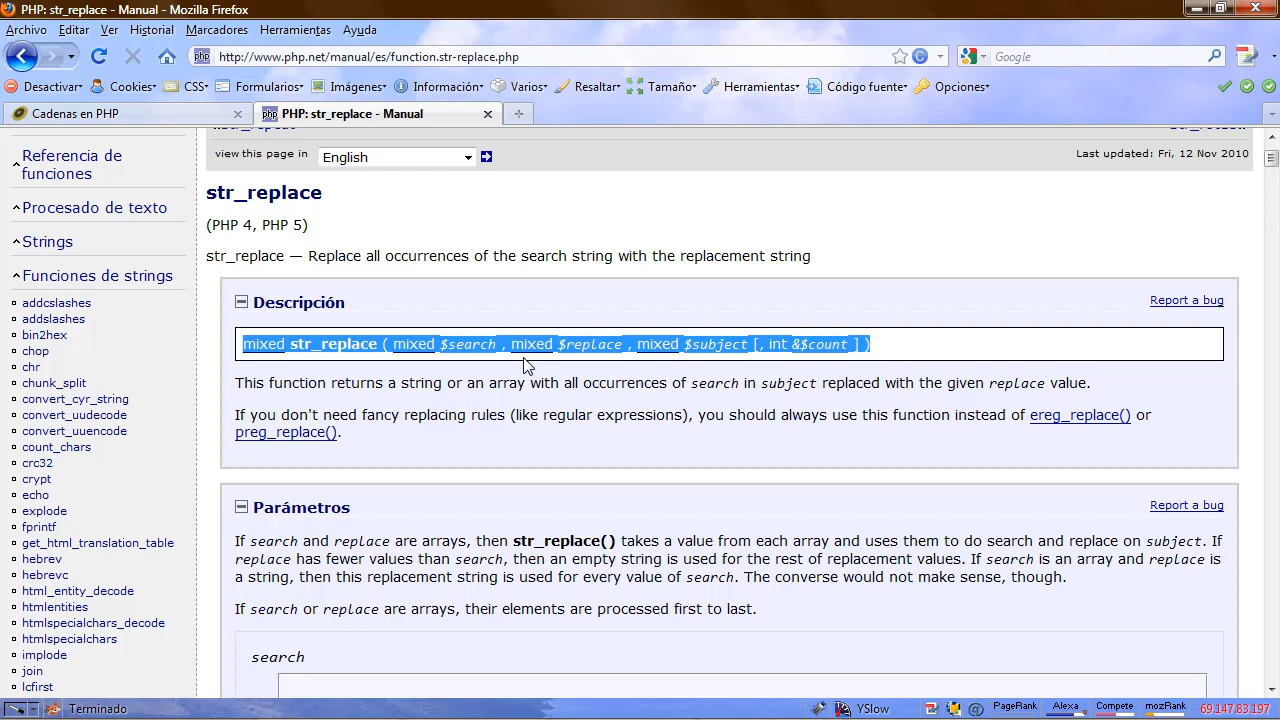 PHP: str_replace - Manual - Mozilla Firefox
Archivo Editar Ver Historial Marcadores Herramientas Ayuda
http://www.php.net/manual/es/function.str-replace.php
Google
Desactivar Cookies CSS Formularios Imágenes Información Varios Resaltar Tamaño Herramientas Código fuente Opciones
Cadenas en PHP
PHP: str_replace - Manual
view this page in English
Last updated: Fri, 12 Nov 2010
Referencia de
funciones
Procesado de texto
Strings
Funciones de strings
addcslashes
addslashes
bin2hex
chop
chr
chunk_split
convert_cyr_string
convert_uudecode
convert_uuencode
count_chars
crc32
crypt
echo
explode
fprintf
get_html_translation_table
hebrev
hebrevc
html_entity_decode
htmlentities
htmlspecialchars_decode
htmlspecialchars
implode
join
lcfirst
str_replace
(PHP 4, PHP 5)
str_replace — Replace all occurrences of the search string with the replacement string
Descripción
Report a bug
mixed str_replace ( mixed $search , mixed $replace , mixed $subject [, int &$count ] )
This function returns a string or an array with all occurrences of search in subject replaced with the given replace value.
If you don't need fancy replacing rules (like regular expressions), you should always use this function instead of ereg_replace() or
preg_replace().
Parámetros
Report a bug
If search and replace are arrays, then str_replace() takes a value from each array and uses them to do search and replace on subject. If
replace has fewer values than search, then an empty string is used for the rest of replacement values. If search is an array and replace is
a string, then this replacement string is used for every value of search. The converse would not make sense, though.
If search or replace are arrays, their elements are processed first to last.
search
Terminado
YSlow
PageRank
Alexa
Compete
mozRank
69.147.83.197